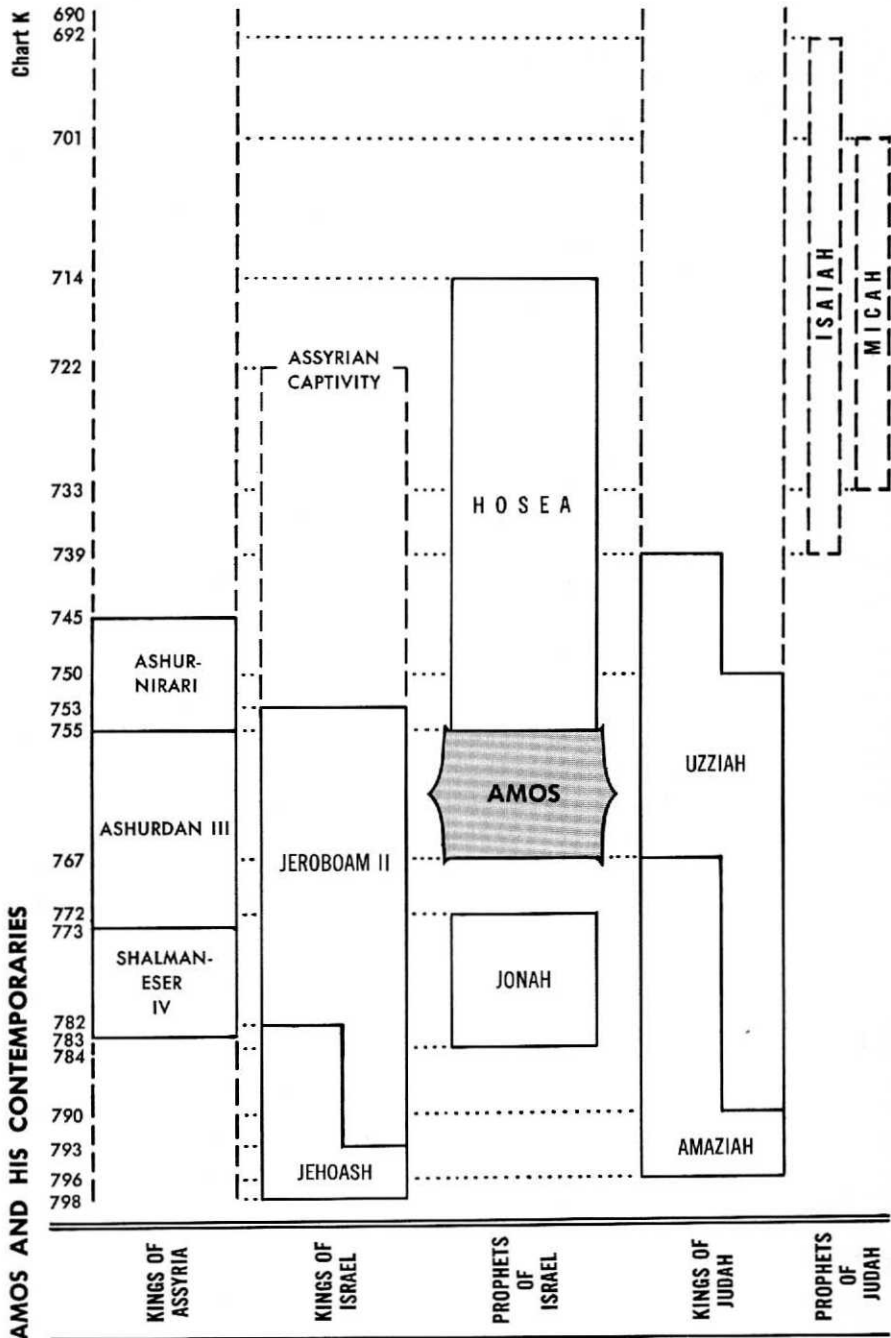 Chart K
AMOS AND HIS CONTEMPORARIES
690
692
701
714
722
733
739
745
750
753
755
767
772
773
782
783
784
790
793
796
798
ASHUR-
NIRARI
ASHURDAN III
SHALMAN-
ESER
IV
ASSYRIAN
CAPTIVITY
JEROBOAM II
JEHOASH
HOSEA
AMOS
JONAH
UZZIAH
AMAZIAH
ISAIAH
MICAH
KINGS OF
ASSYRIA
KINGS OF
ISRAEL
PROPHETS
OF
ISRAEL
KINGS OF
JUDAH
PROPHETS
OF
JUDAH